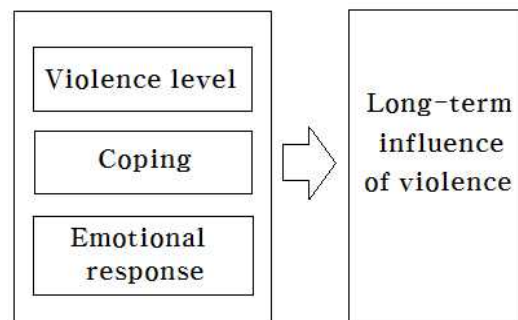 Violence level
Coping
Emotional
response
Long-term
influence
of violence